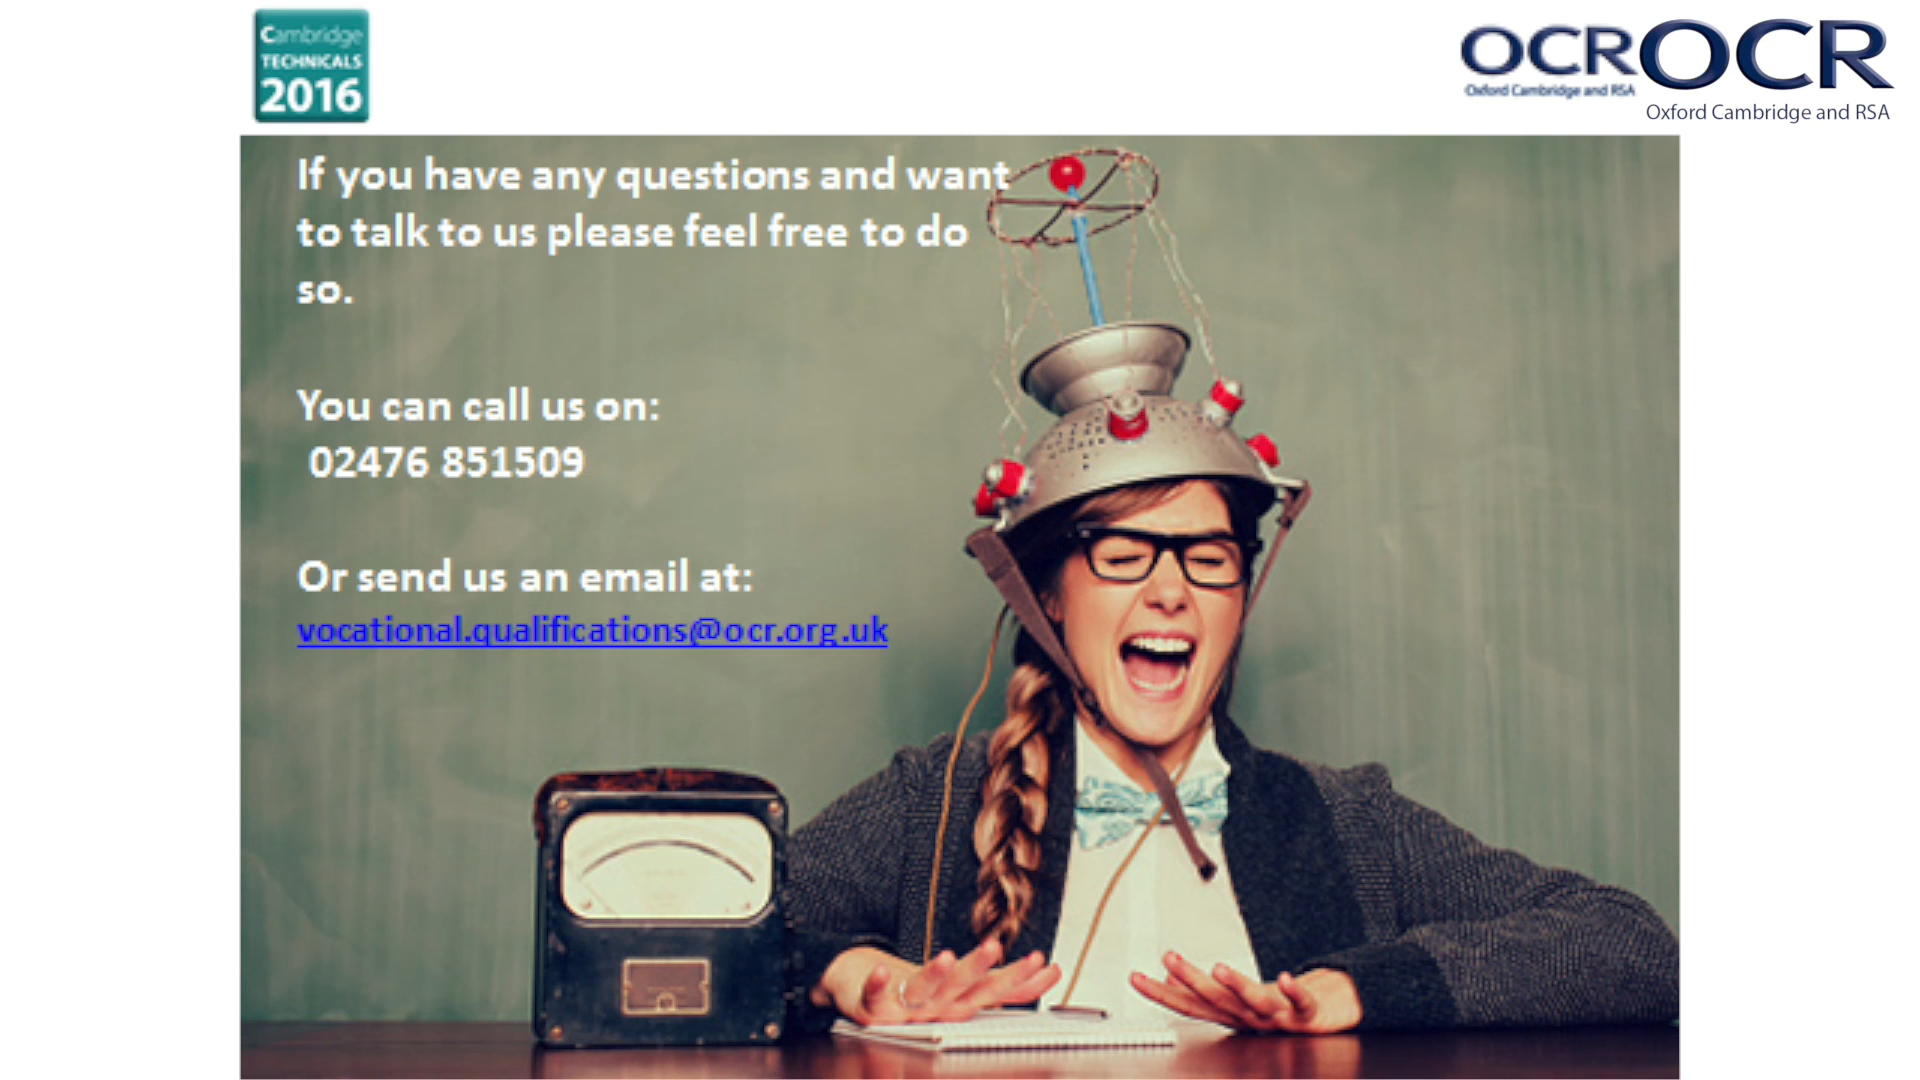 Cambridge
TECHNICALS
2016
OCR
Oxford Cambridge and RSA
OCR
Oxford Cambridge and RSA
If you have any questions and want
to talk to us please feel free to do
so.
You can call us on:
02476 851509
Or send us an email at:
vocational.qualifications@ocr.org.uk